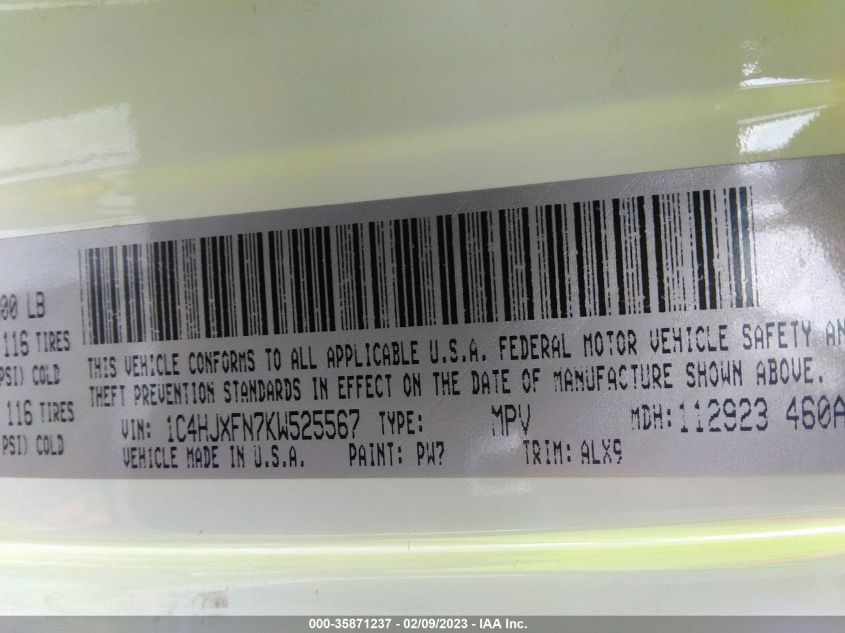 00 LB
116 TIRES
PSI) COLD
116 TIRES
PSI) COLD
THIS VEHICLE CONFORMS TO ALL APPLICABLE U.S.A. FEDERAL MOTOR VEHICLE SAFETY AN
THEFT PREVENTION STANDARDS IN EFFECT ON THE DATE OF MANUFACTURE SHOWN ABOVE.
VIN: 1C4HJXFN7KW525567 TYPE: MPV MDH: 112923 460A
VEHICLE MADE IN U.S.A. PAINT: PW7 TRIM: ALX9
000-35871237 - 02/09/2023 - IAA Inc.